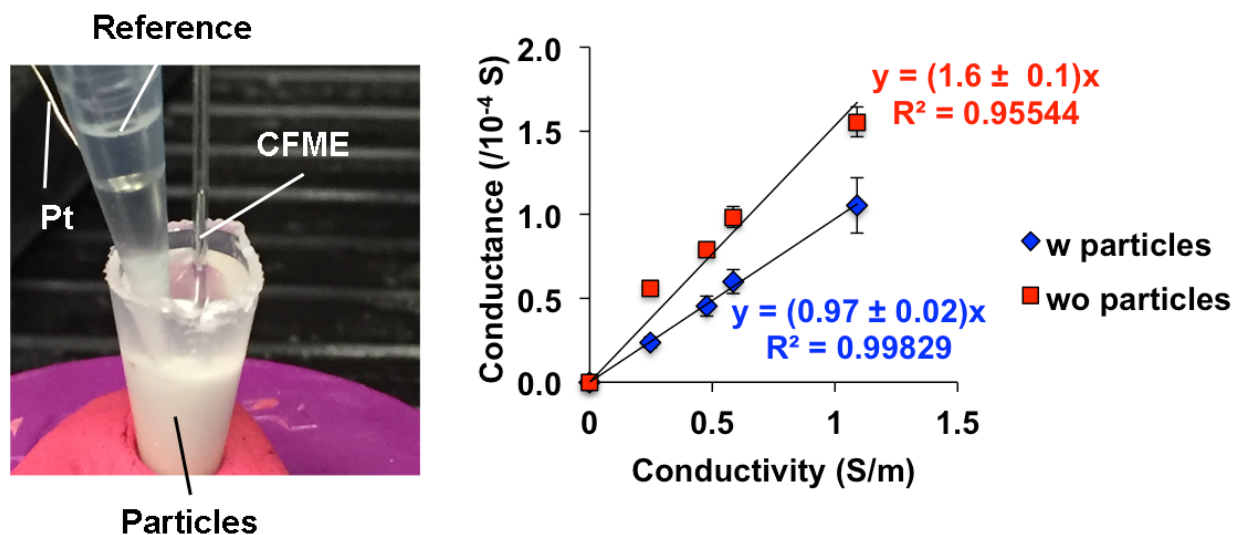 Reference
CFME
Pt
Particles
2.0
1.5
1.0
0.5
0.0
Conductance (/10⁻⁴ S)
y = (1.6 ± 0.1)x
R² = 0.95544
y = (0.97 ± 0.02)x
R² = 0.99829
0
0.5
1
1.5
Conductivity (S/m)
w particles
wo particles